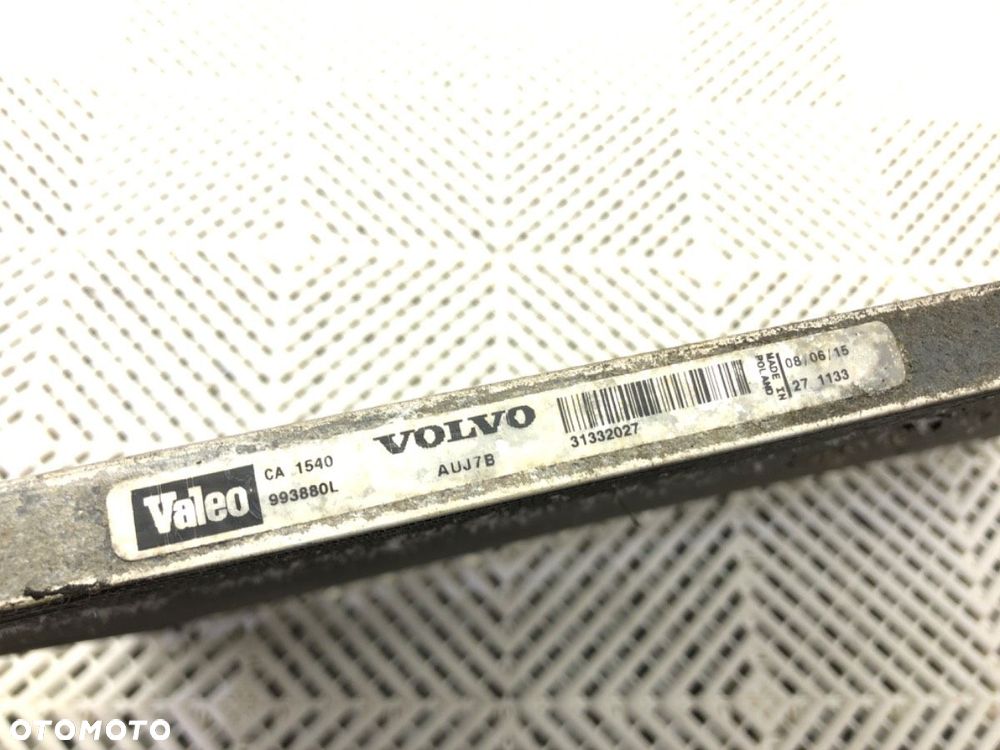 Valeo
CA 1540
993880L
VOLVO
AUJ7B
31332027
MADE IN
POLAND
08/06/15
27 1133
OTOMOTO